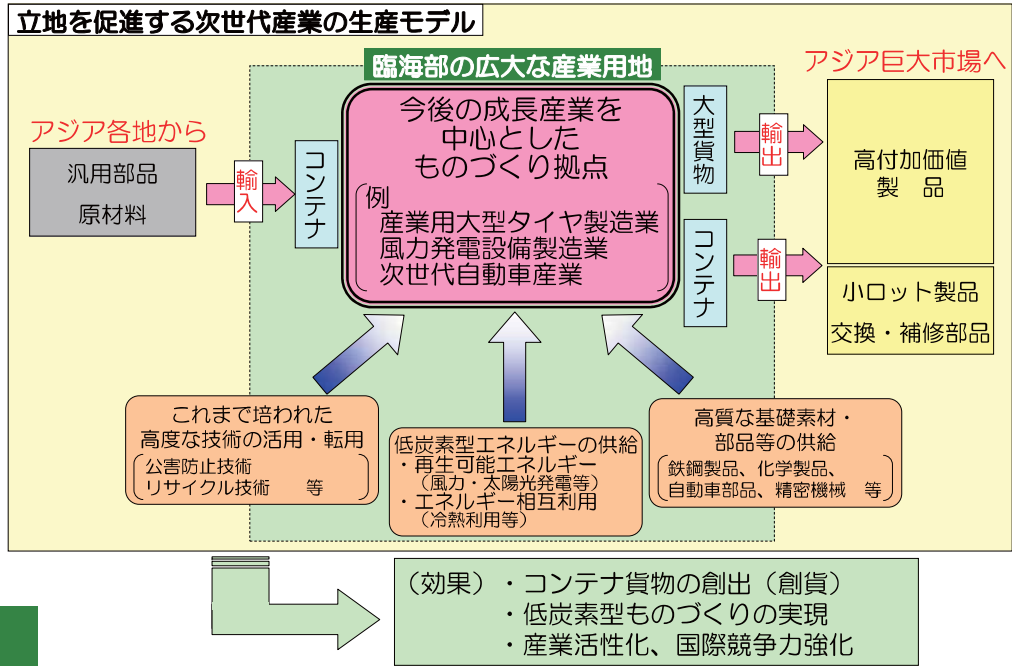 立地を促進する次世代産業の生産モデル
臨海部の広大な産業用地
アジア各地から
汎用部品
原材料
輸入
コンテナ
今後の成長産業を
中心とした
ものづくり拠点
例
産業用大型タイヤ製造業
風力発電設備製造業
次世代自動車産業
大型貨物
輸出
コンテナ
輸出
アジア巨大市場へ
高付加価値
製　品
小ロット製品
交換・補修部品
これまで培われた
高度な技術の活用・転用
公害防止技術
リサイクル技術　　等
低炭素型エネルギーの供給
・再生可能エネルギー
（風力・太陽光発電等）
・エネルギー相互利用
（冷熱利用等）
高質な基礎素材・
部品等の供給
鉄鋼製品、化学製品、
自動車部品、精密機械　等
（効果）・コンテナ貨物の創出（創貨）
・低炭素型ものづくりの実現
・産業活性化、国際競争力強化